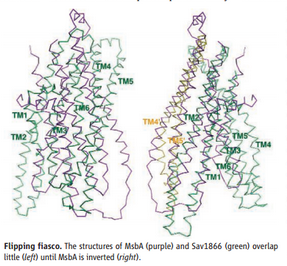 TM4
TM5
TM6
TM1
TM3
TM2
TM4
TM2
TM5
TM5
TM3
TM4
TM6
TM1
Flipping fiasco. The structures of MsbA (purple) and Sav1866 (green) overlap
little (left) until MsbA is inverted (right).